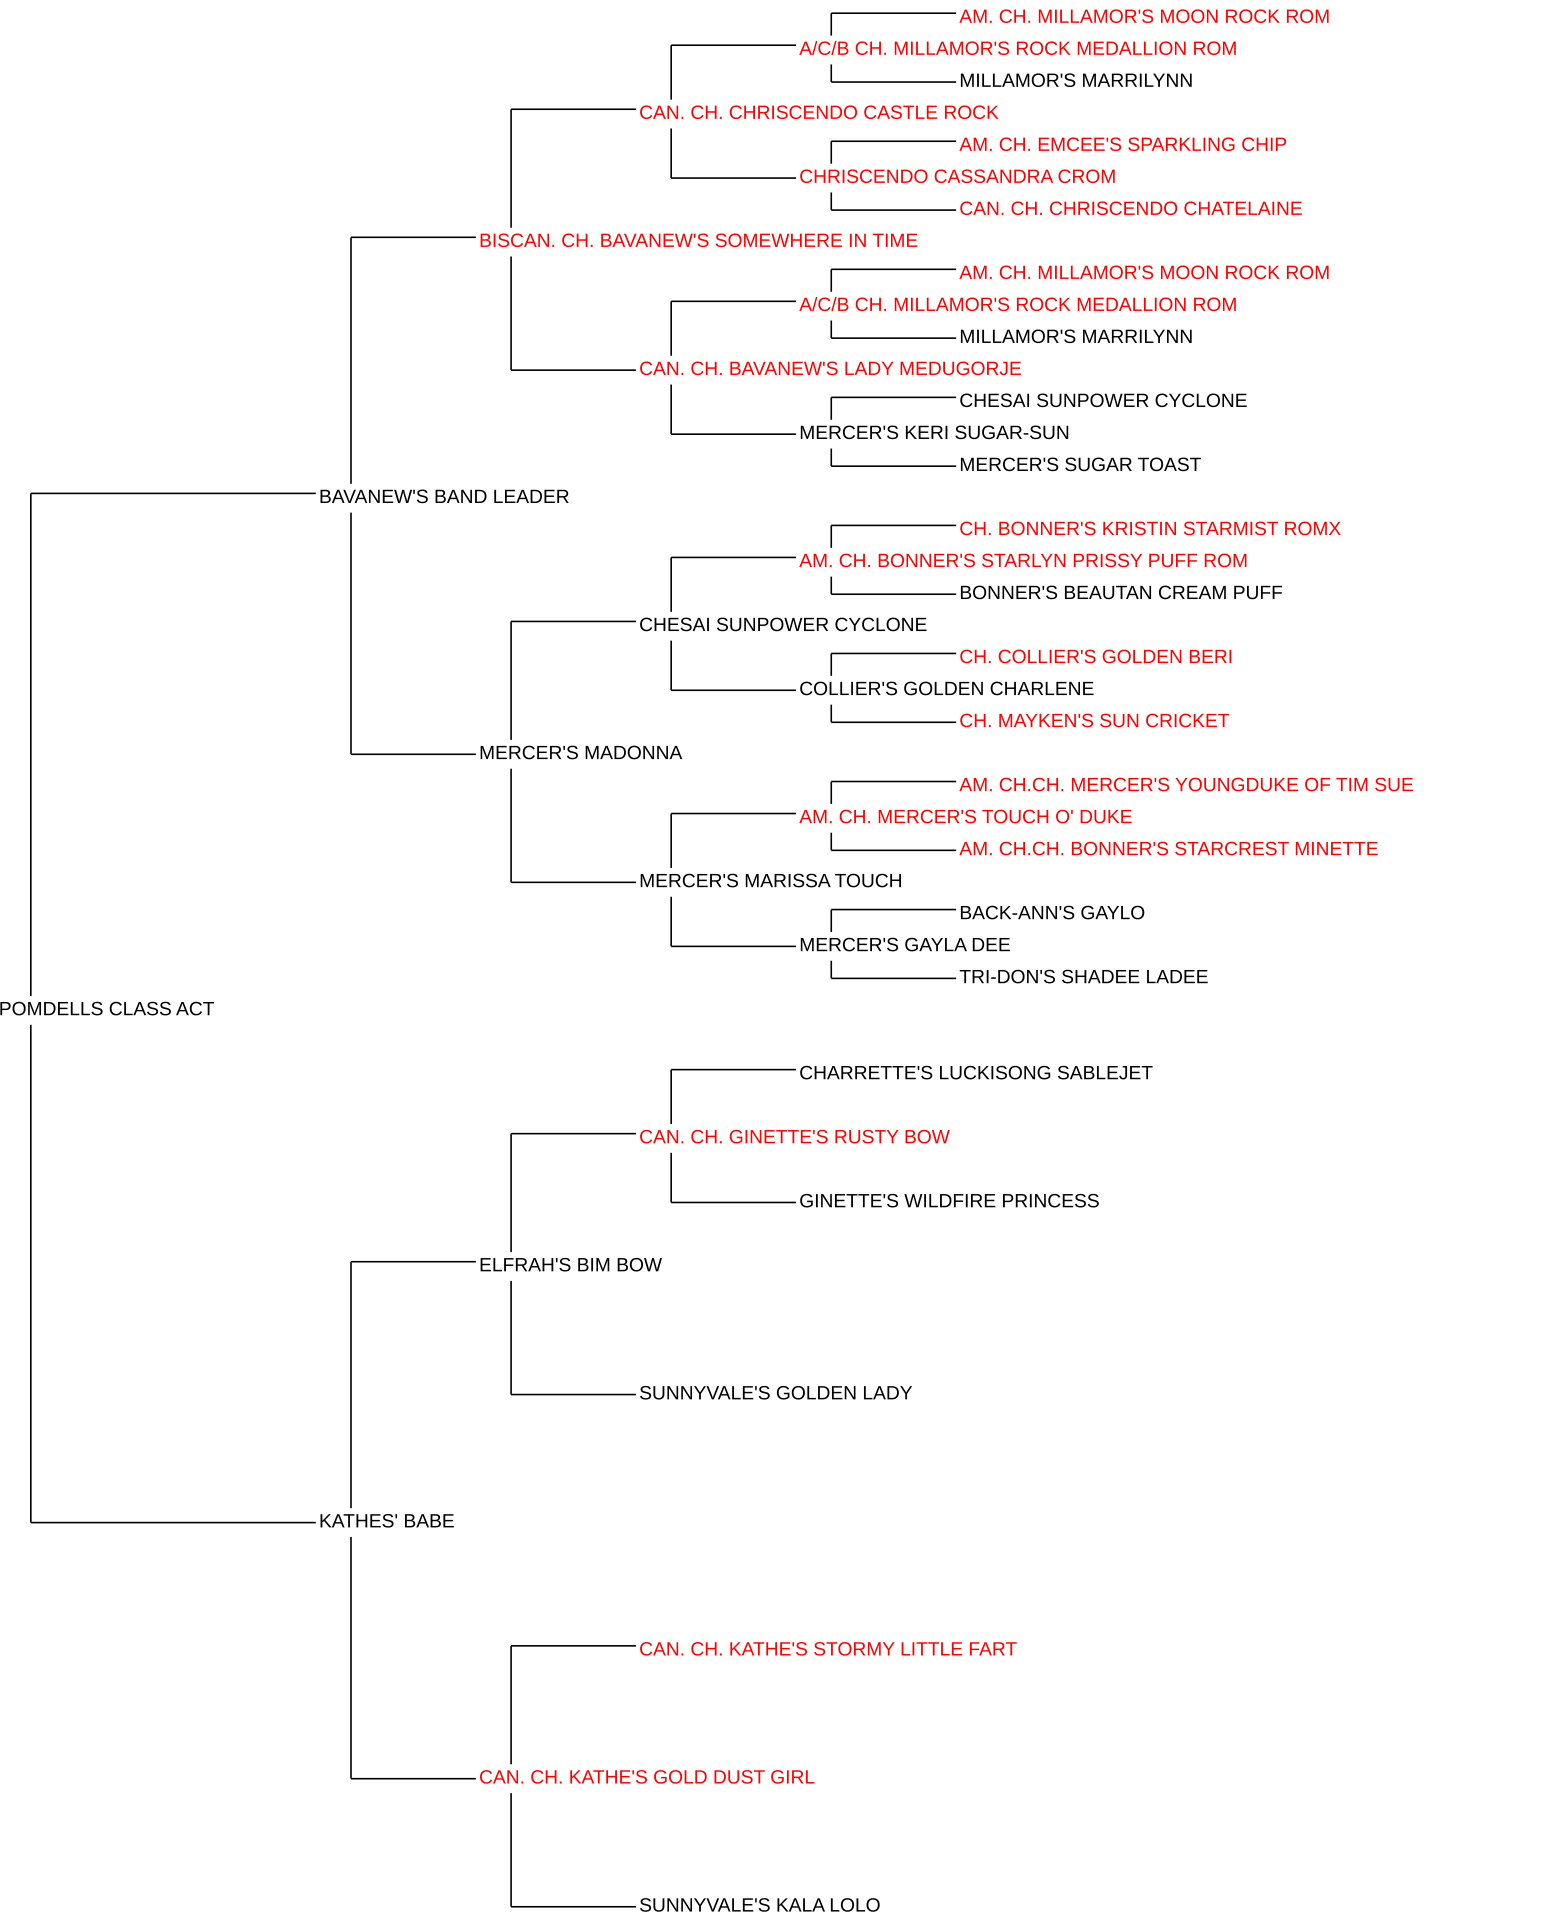 AM. CH. MILLAMOR'S MOON ROCK ROM
A/C/B CH. MILLAMOR'S ROCK MEDALLION ROM
MILLAMOR'S MARRILYNN
CAN. CH. CHRISCENDO CASTLE ROCK
AM. CH. EMCEE'S SPARKLING CHIP
CHRISCENDO CASSANDRA CROM
CAN. CH. CHRISCENDO CHATELAINE
BISCAN. CH. BAVANEW'S SOMEWHERE IN TIME
AM. CH. MILLAMOR'S MOON ROCK ROM
A/C/B CH. MILLAMOR'S ROCK MEDALLION ROM
MILLAMOR'S MARRILYNN
CAN. CH. BAVANEW'S LADY MEDUGORJE
CHESAI SUNPOWER CYCLONE
MERCER'S KERI SUGAR-SUN
MERCER'S SUGAR TOAST
BAVANEW'S BAND LEADER
CH. BONNER'S KRISTIN STARMIST ROMX
AM. CH. BONNER'S STARLYN PRISSY PUFF ROM
BONNER'S BEAUTAN CREAM PUFF
CHESAI SUNPOWER CYCLONE
CH. COLLIER'S GOLDEN BERI
COLLIER'S GOLDEN CHARLENE
CH. MAYKEN'S SUN CRICKET
MERCER'S MADONNA
AM. CH.CH. MERCER'S YOUNGDUKE OF TIM SUE
AM. CH. MERCER'S TOUCH O' DUKE
AM. CH.CH. BONNER'S STARCREST MINETTE
MERCER'S MARISSA TOUCH
BACK-ANN'S GAYLO
MERCER'S GAYLA DEE
TRI-DON'S SHADEE LADEE
POMDELLS CLASS ACT
CHARRETTE'S LUCKISONG SABLEJET
CAN. CH. GINETTE'S RUSTY BOW
GINETTE'S WILDFIRE PRINCESS
ELFRAH'S BIM BOW
SUNNYVALE'S GOLDEN LADY
KATHES' BABE
CAN. CH. KATHE'S STORMY LITTLE FART
CAN. CH. KATHE'S GOLD DUST GIRL
SUNNYVALE'S KALA LOLO